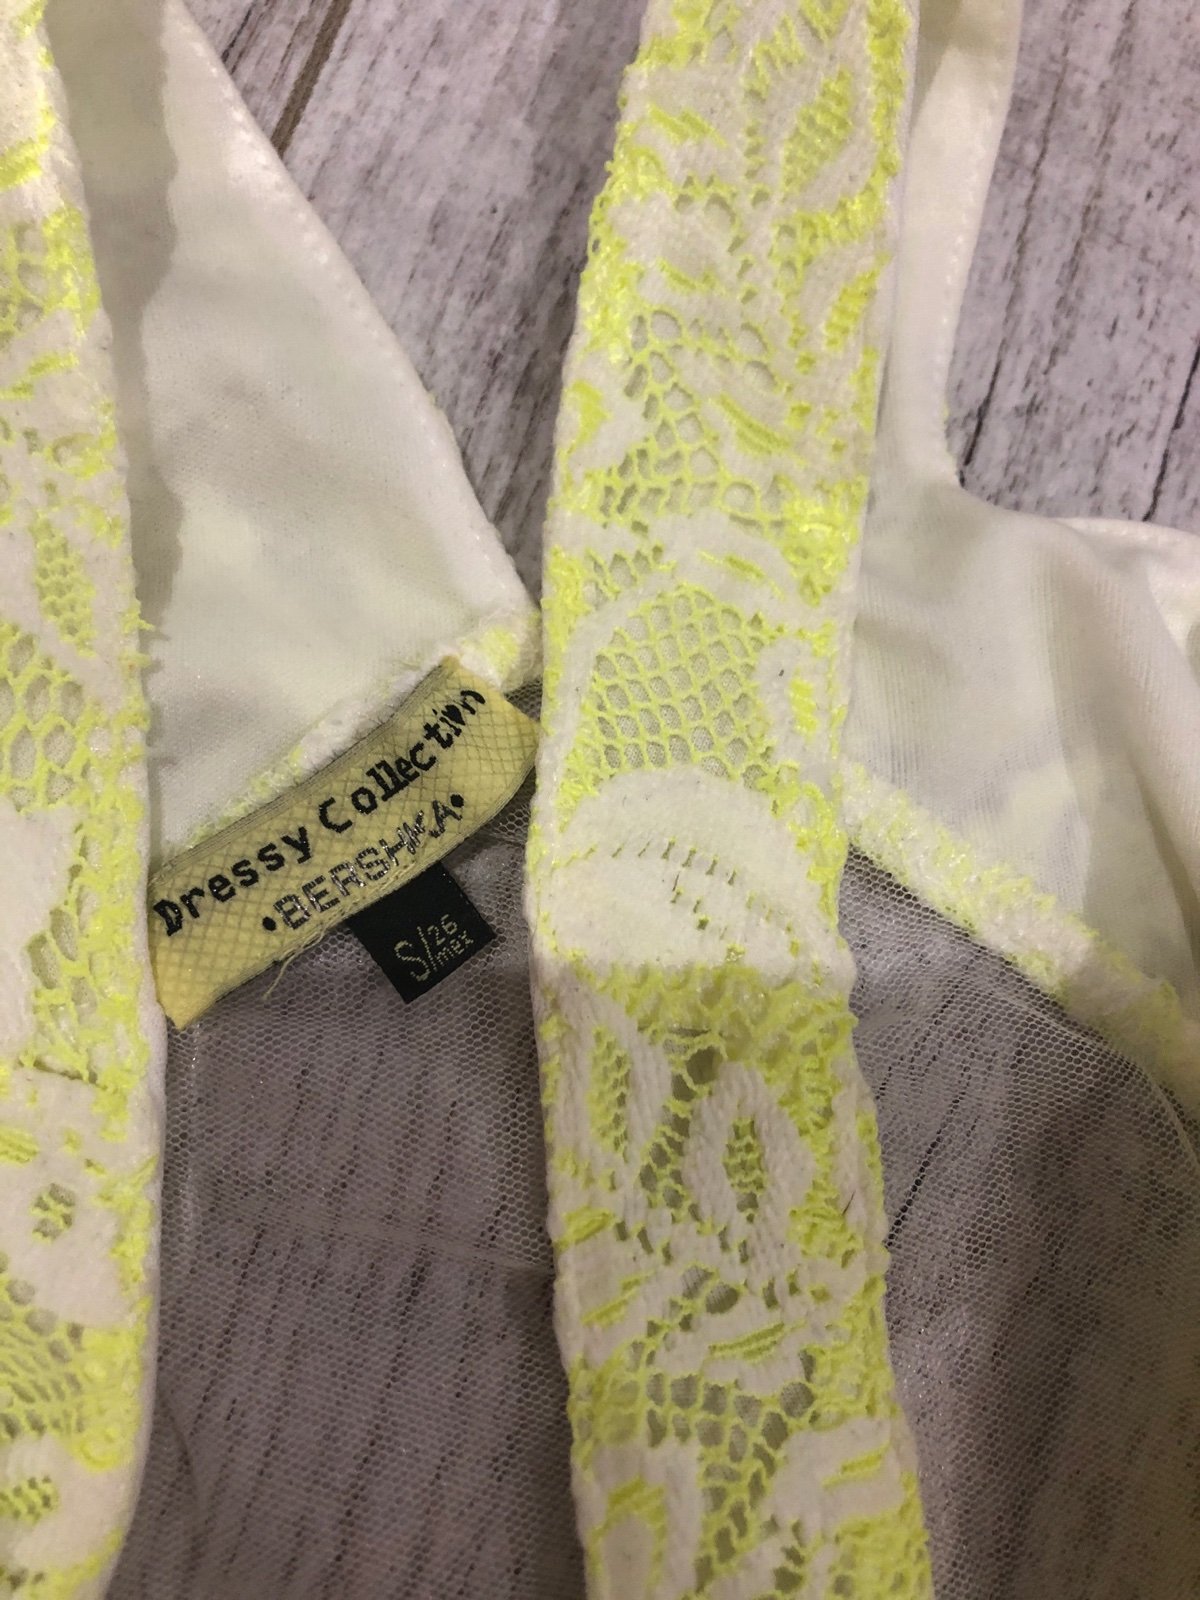 Dressy Collection
•BERSHKA•
S/26
mex